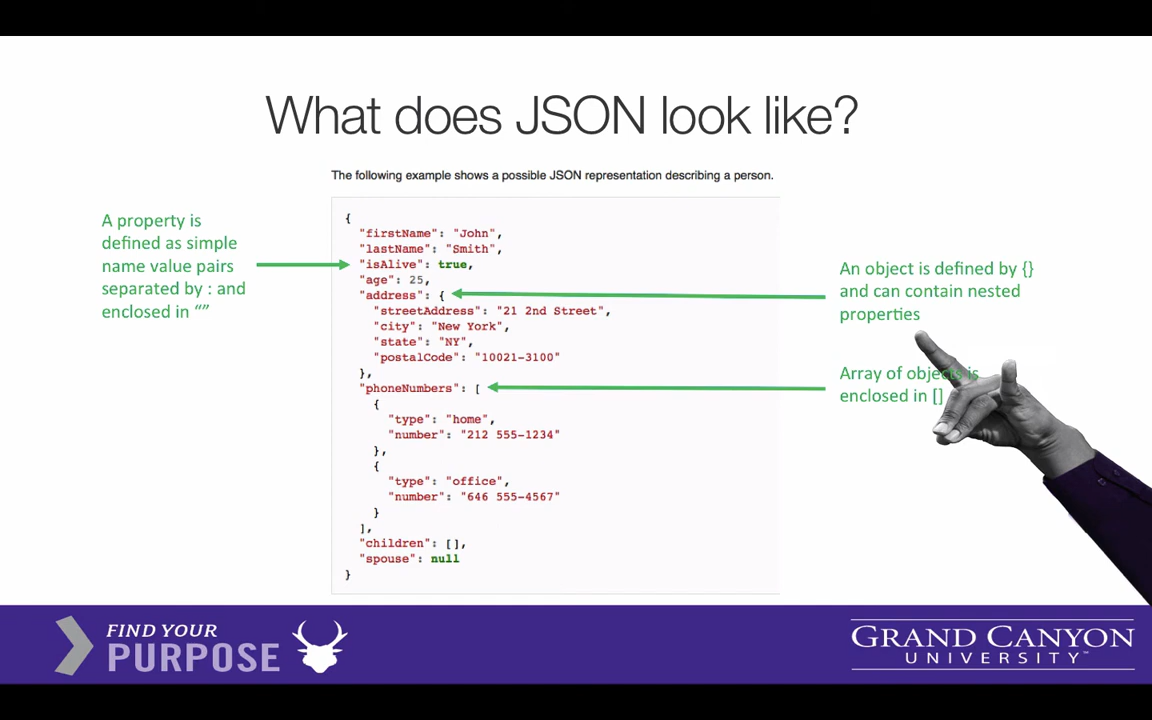 What does JSON look like?
The following example shows a possible JSON representation describing a person.
A property is
defined as simple
name value pairs
separated by : and
enclosed in “”
{
"firstName": "John",
"lastName": "Smith",
"isAlive": true,
"age": 25,
"address": {
"streetAddress": "21 2nd Street",
"city": "New York",
"state": "NY",
"postalCode": "10021-3100"
},
"phoneNumbers": [
{
"type": "home",
"number": "212 555-1234"
},
{
"type": "office",
"number": "646 555-4567"
}
],
"children": [],
"spouse": null
}
An object is defined by {}
and can contain nested
properties
Array of objects is
enclosed in []
FIND YOUR
PURPOSE
GRAND CANYON
UNIVERSITY™